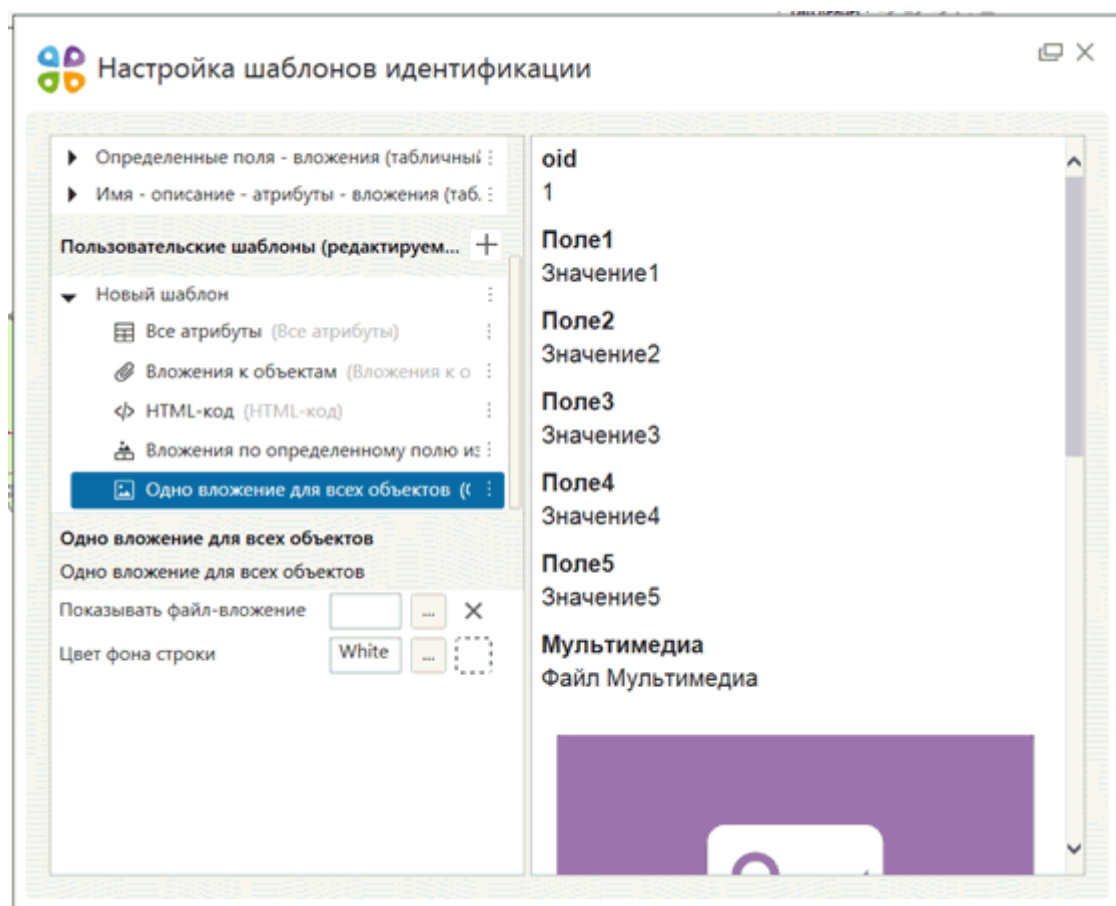 Настройка шаблонов идентификации
Определенные поля - вложения (табличный
Имя - описание - атрибуты - вложения (таб.
Пользовательские шаблоны (редактируем...
Новый шаблон
Все атрибуты (Все атрибуты)
Вложения к объектам (Вложения к о
HTML-код (HTML-код)
Вложения по определенному полю из
Одно вложение для всех объектов (
Одно вложение для всех объектов
Одно вложение для всех объектов
Показывать файл-вложение ...
Цвет фона строки White ...
oid
1
Поле1
Значение1
Поле2
Значение2
Поле3
Значение3
Поле4
Значение4
Поле5
Значение5
Мультимедиа
Файл Мультимедиа